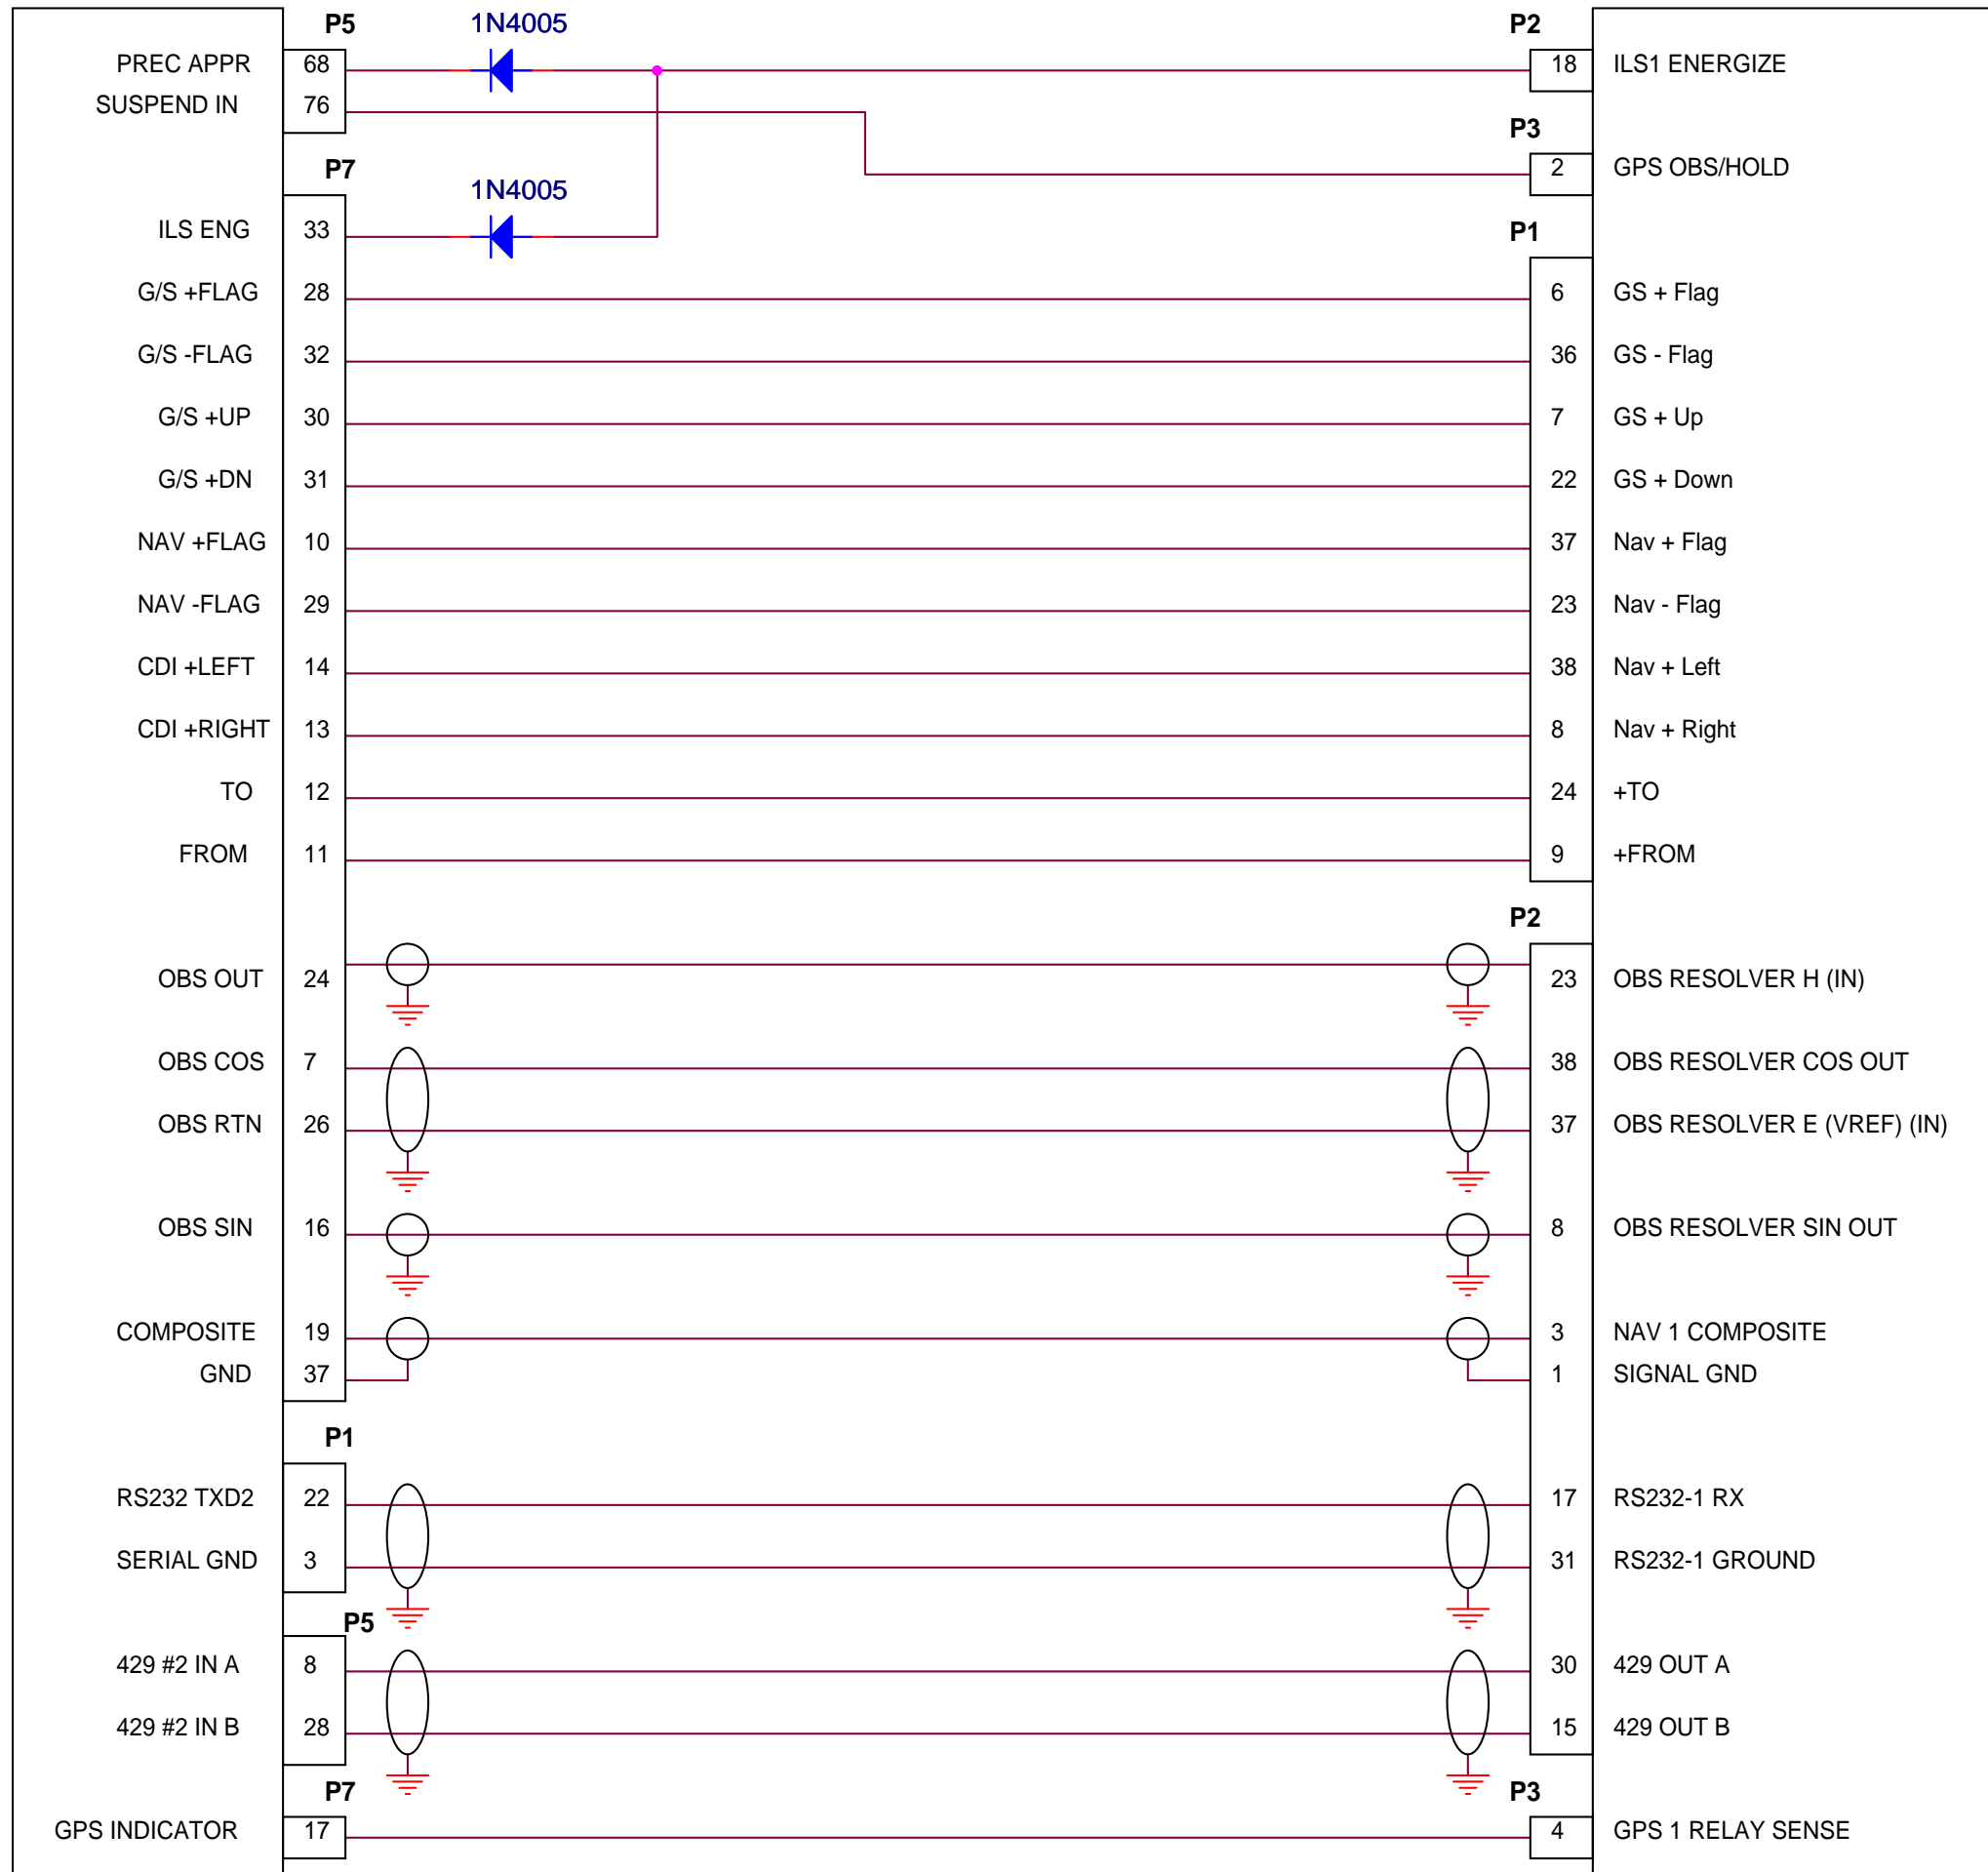 P5 1N4005 P2
PREC APPR 68 18 ILS1 ENERGIZE
SUSPEND IN 76
P3
P7 2 GPS OBS/HOLD
1N4005
ILS ENG 33 P1
G/S +FLAG 28 6 GS + Flag
G/S -FLAG 32 36 GS - Flag
G/S +UP 30 7 GS + Up
G/S +DN 31 22 GS + Down
NAV +FLAG 10 37 Nav + Flag
NAV -FLAG 29 23 Nav - Flag
CDI +LEFT 14 38 Nav + Left
CDI +RIGHT 13 8 Nav + Right
TO 12 24 +TO
FROM 11 9 +FROM
P2
OBS OUT 24 23 OBS RESOLVER H (IN)
OBS COS 7 38 OBS RESOLVER COS OUT
OBS RTN 26 37 OBS RESOLVER E (VREF) (IN)
OBS SIN 16 8 OBS RESOLVER SIN OUT
COMPOSITE 19 3 NAV 1 COMPOSITE
GND 37 1 SIGNAL GND
P1
RS232 TXD2 22 17 RS232-1 RX
SERIAL GND 3 31 RS232-1 GROUND
P5
429 #2 IN A 8 30 429 OUT A
429 #2 IN B 28 15 429 OUT B
P7 P3
GPS INDICATOR 17 4 GPS 1 RELAY SENSE